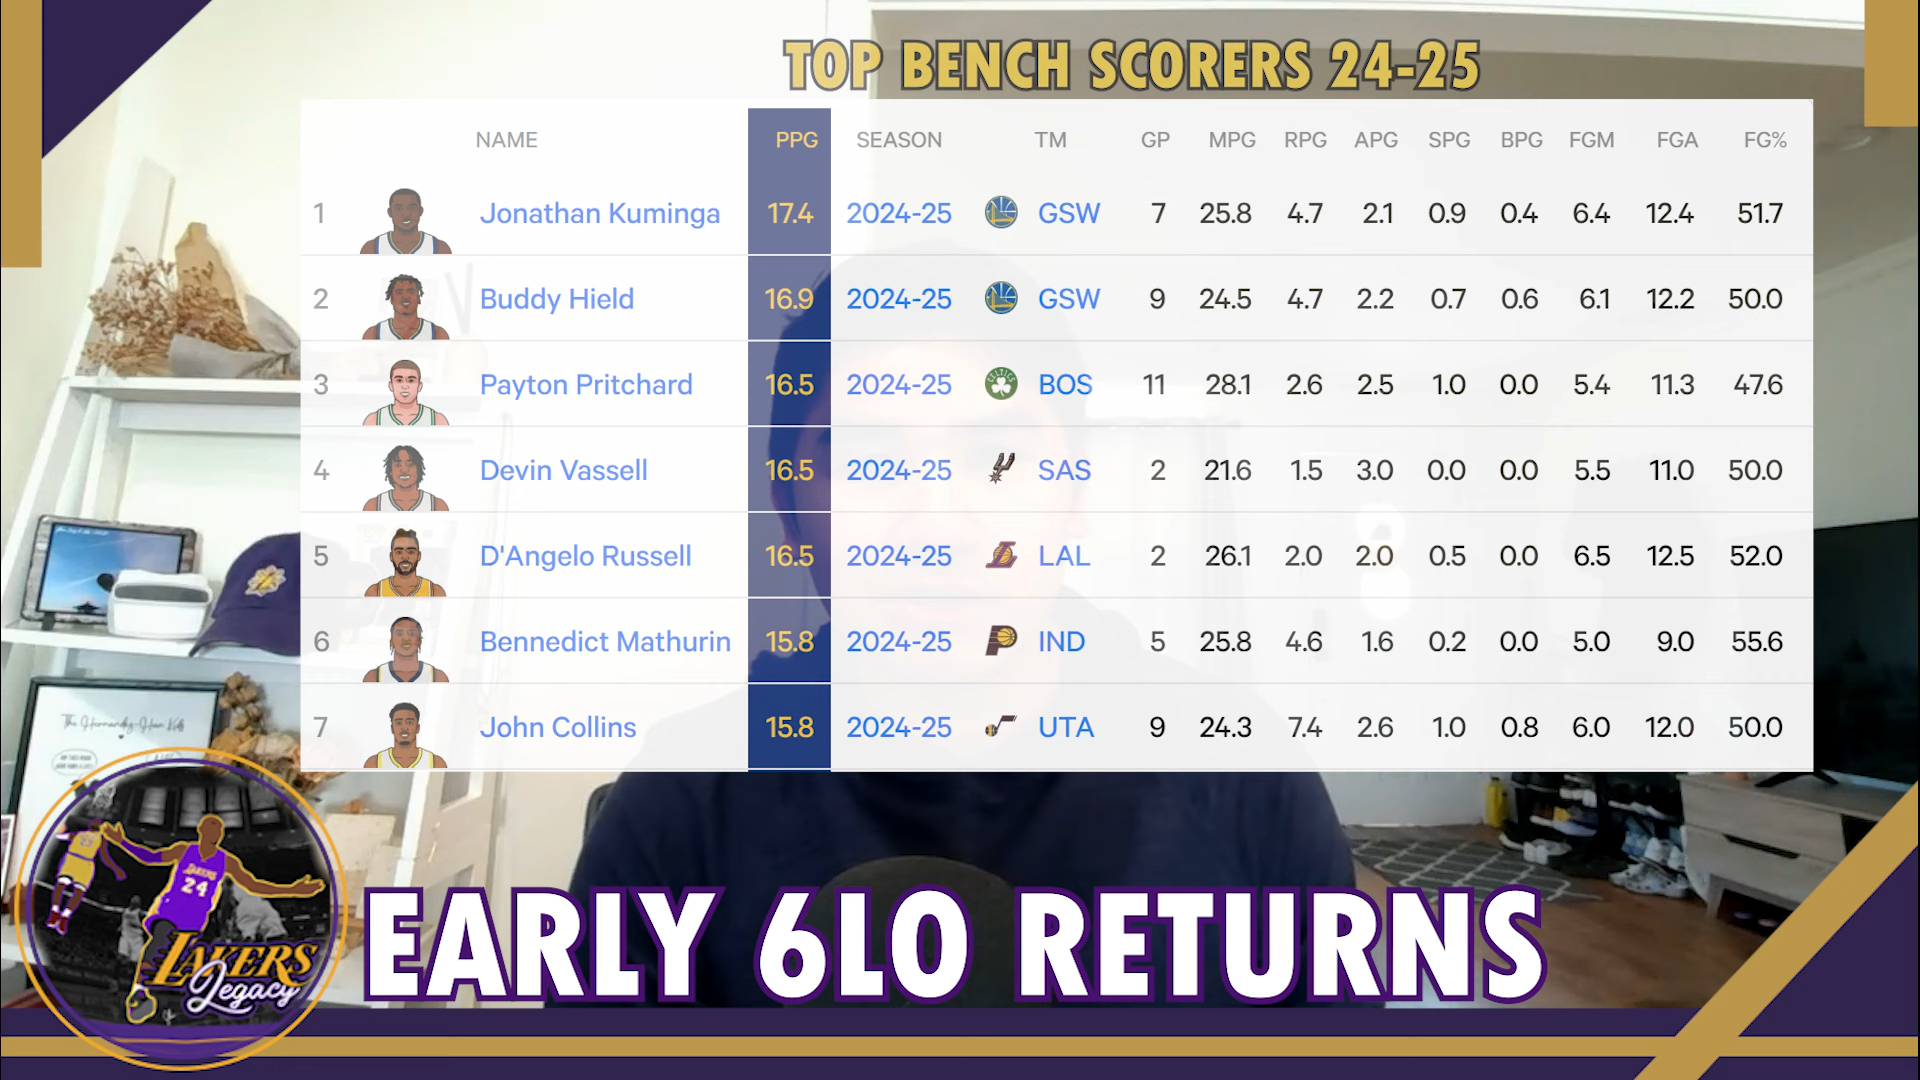 TOP BENCH SCORERS 24-25
NAME PPG SEASON TM GP MPG RPG APG SPG BPG FGM FGA FG%
1 Jonathan Kuminga 17.4 2024-25 GSW 7 25.8 4.7 2.1 0.9 0.4 6.4 12.4 51.7
2 Buddy Hield 16.9 2024-25 GSW 9 24.5 4.7 2.2 0.7 0.6 6.1 12.2 50.0
3 Payton Pritchard 16.5 2024-25 BOS 11 28.1 2.6 2.5 1.0 0.0 5.4 11.3 47.6
4 Devin Vassell 16.5 2024-25 SAS 2 21.6 1.5 3.0 0.0 0.0 5.5 11.0 50.0
5 D'Angelo Russell 16.5 2024-25 LAL 2 26.1 2.0 2.0 0.5 0.0 6.5 12.5 52.0
6 Bennedict Mathurin 15.8 2024-25 IND 5 25.8 4.6 1.6 0.2 0.0 5.0 9.0 55.6
7 John Collins 15.8 2024-25 UTA 9 24.3 7.4 2.6 1.0 0.8 6.0 12.0 50.0
LAKERS
24
LAKERS
Legacy
EARLY 6LO RETURNS